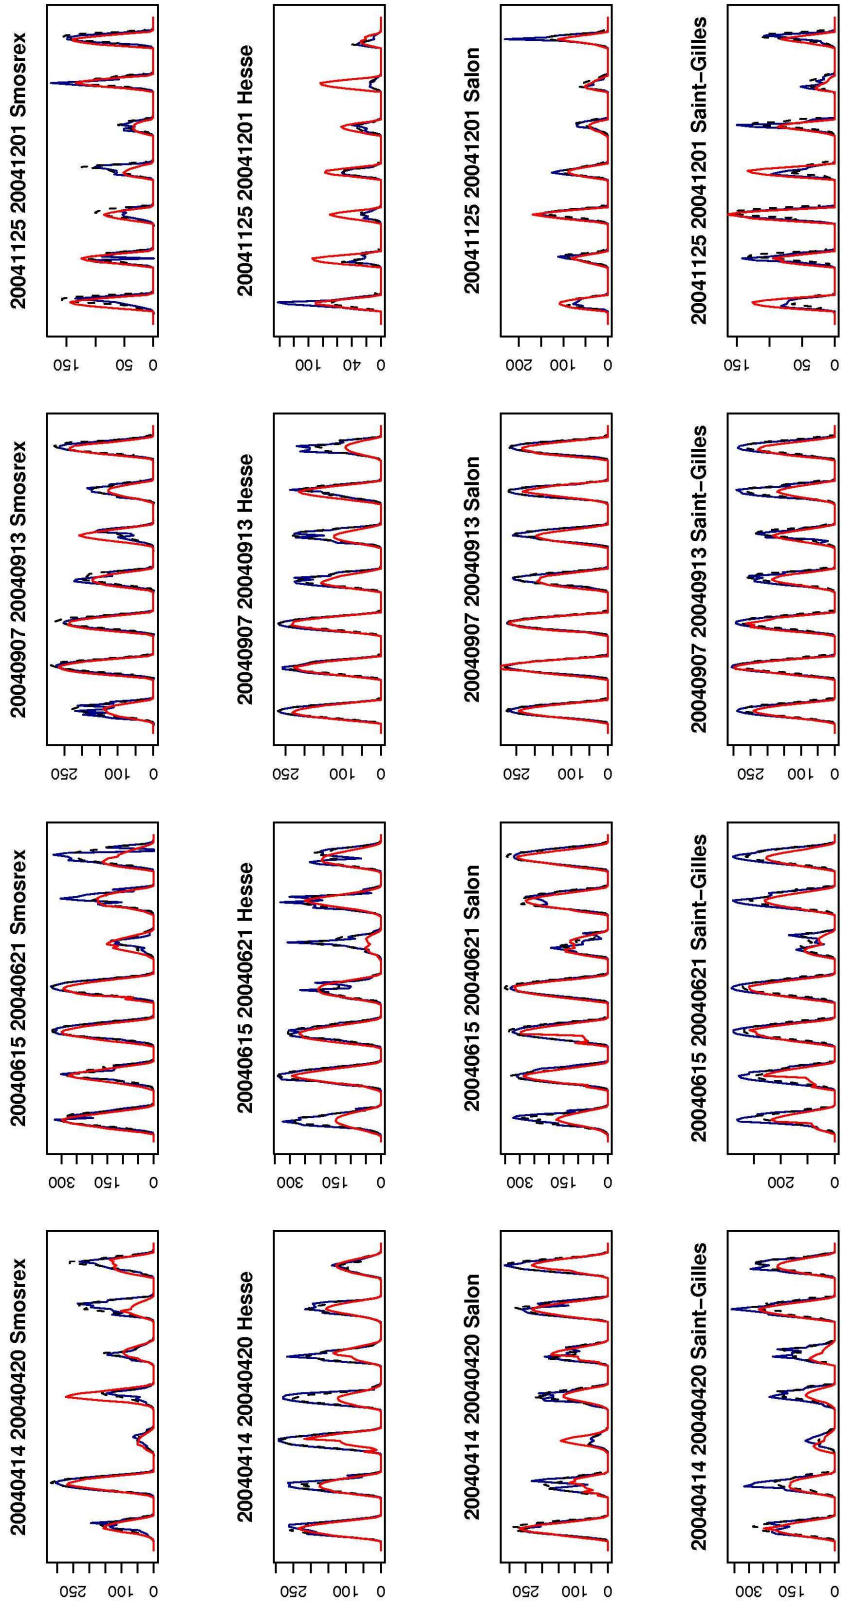 20040414 20040420 Smosrex
250
100
0
20040615 20040621 Smosrex
300
150
0
20040907 20040913 Smosrex
250
100
0
20041125 20041201 Smosrex
150
50
0
20040414 20040420 Hesse
250
100
0
20040615 20040621 Hesse
300
150
0
20040907 20040913 Hesse
250
100
0
20041125 20041201 Hesse
100
40
0
20040414 20040420 Salon
250
100
0
20040615 20040621 Salon
300
150
0
20040907 20040913 Salon
250
100
0
20041125 20041201 Salon
200
100
0
20040414 20040420 Saint−Gilles
300
150
0
20040615 20040621 Saint−Gilles
200
0
20040907 20040913 Saint−Gilles
250
100
0
20041125 20041201 Saint−Gilles
150
50
0